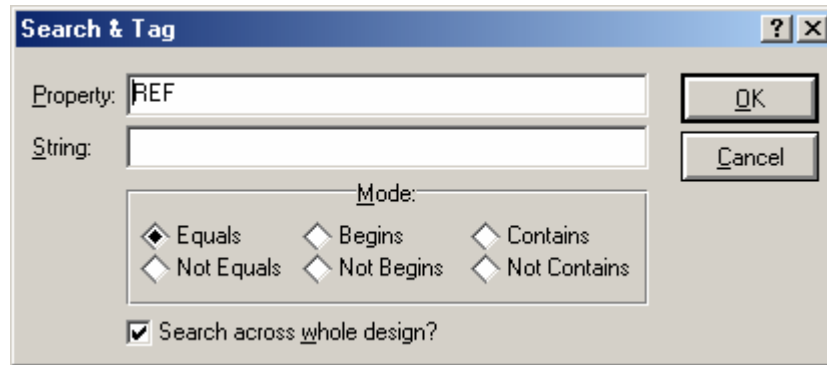 Search & Tag
Property: REF
OK
String:
Cancel
Mode:
Equals Begins Contains
Not Equals Not Begins Not Contains
Search across whole design?